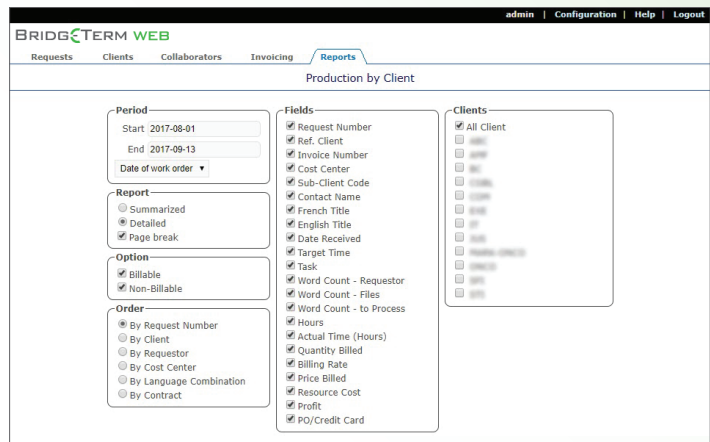 admin | Configuration | Help | Logout
BRIDGETERM WEB
Requests Clients Collaborators Invoicing Reports
Production by Client
Period
Start 2017-08-01
End 2017-09-13
Date of work order
Report
Summarized
Detailed
Page break
Option
Billable
Non-Billable
Order
By Request Number
By Client
By Requestor
By Cost Center
By Language Combination
By Contract
Fields
Request Number
Ref. Client
Invoice Number
Cost Center
Sub-Client Code
Contact Name
French Title
English Title
Date Received
Target Time
Task
Word Count - Requestor
Word Count - Files
Word Count - to Process
Hours
Actual Time (Hours)
Quantity Billed
Billing Rate
Price Billed
Resource Cost
Profit
PO/Credit Card
Clients
All Client